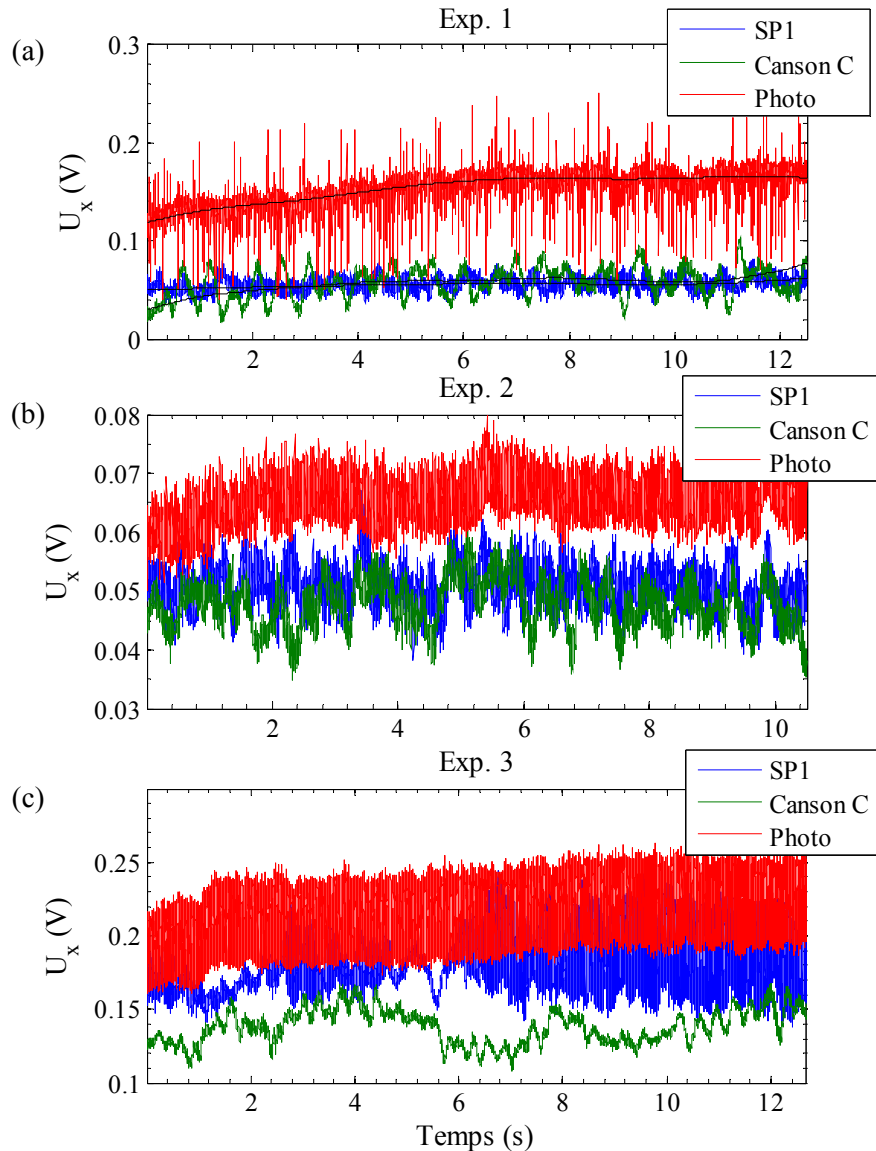 Exp. 1
(a)
SP1
Canson C
Photo
0.3
0.2
0.1
0
U_x (V)
2 4 6 8 10 12
Exp. 2
(b)
SP1
Canson C
Photo
0.08
0.07
0.06
0.05
0.04
0.03
U_x (V)
2 4 6 8 10
Exp. 3
(c)
SP1
Canson C
Photo
0.25
0.2
0.15
0.1
U_x (V)
2 4 6 8 10 12
Temps (s)